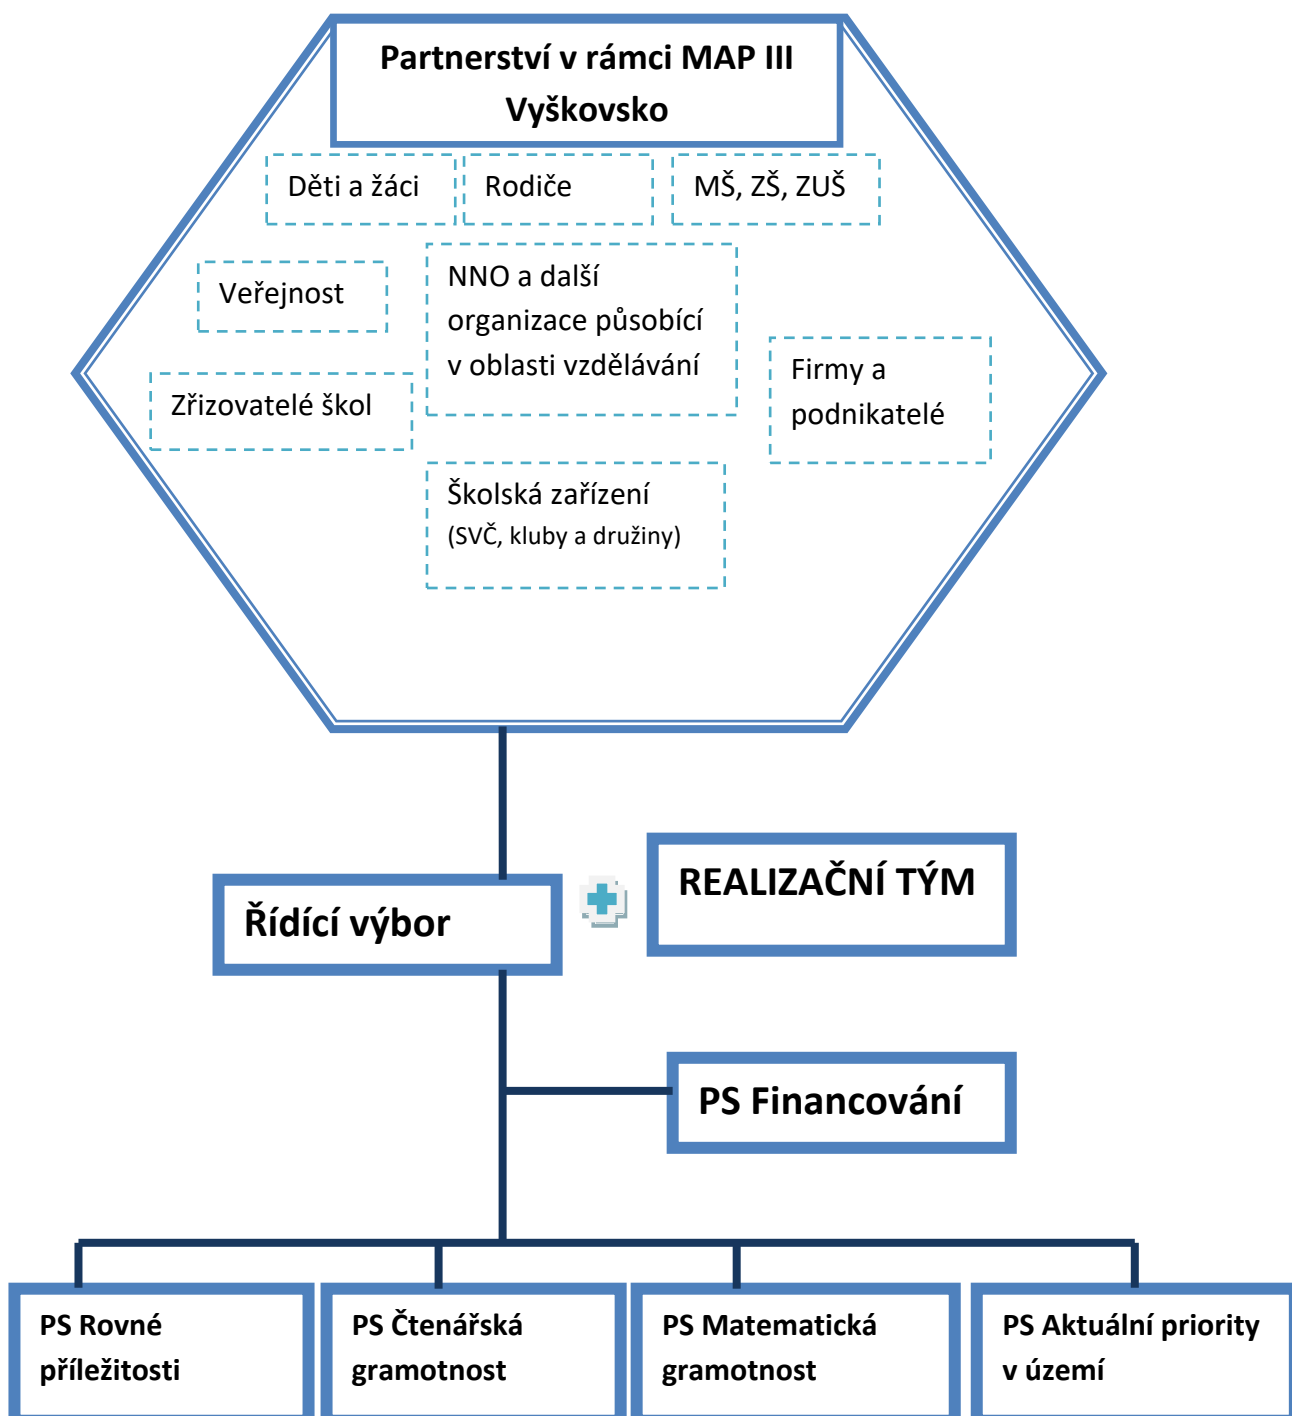 Partnerství v rámci MAP III
Vyškovsko
Děti a žáci
Rodiče
MŠ, ZŠ, ZUŠ
Veřejnost
NNO a další
organizace působící
v oblasti vzdělávání
Firmy a
podnikatelé
Zřizovatelé škol
Školská zařízení
(SVČ, kluby a družiny)
REALIZAČNÍ TÝM
Řídící výbor
PS Financování
PS Rovné
příležitosti
PS Čtenářská
gramotnost
PS Matematická
gramotnost
PS Aktuální priority
v území